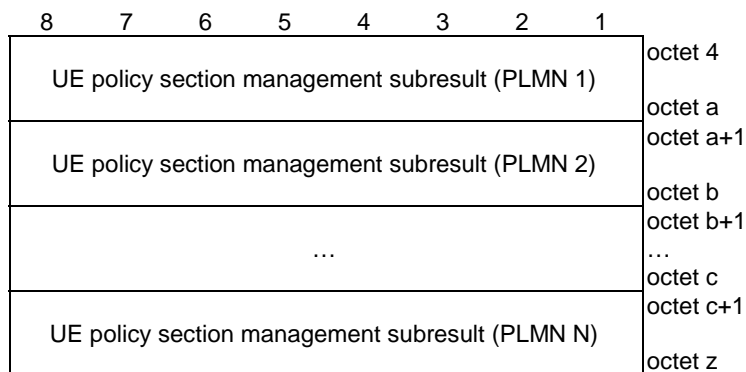 8 7 6 5 4 3 2 1
octet 4
UE policy section management subresult (PLMN 1)
octet a
octet a+1
UE policy section management subresult (PLMN 2)
octet b
octet b+1
… …
octet c
octet c+1
UE policy section management subresult (PLMN N)
octet z